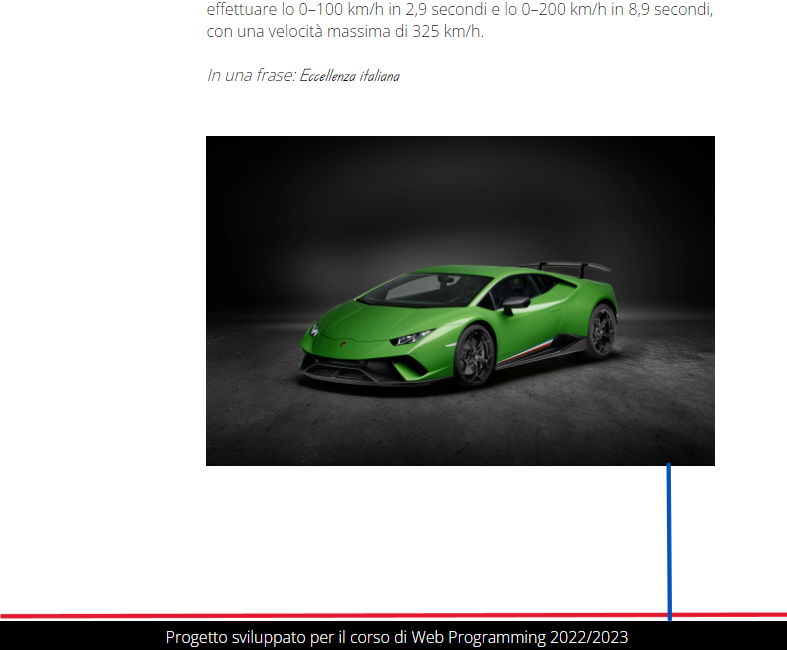 effettuare lo 0–100 km/h in 2,9 secondi e lo 0–200 km/h in 8,9 secondi,
con una velocità massima di 325 km/h.
In una frase: Eccellenza italiana
Progetto sviluppato per il corso di Web Programming 2022/2023